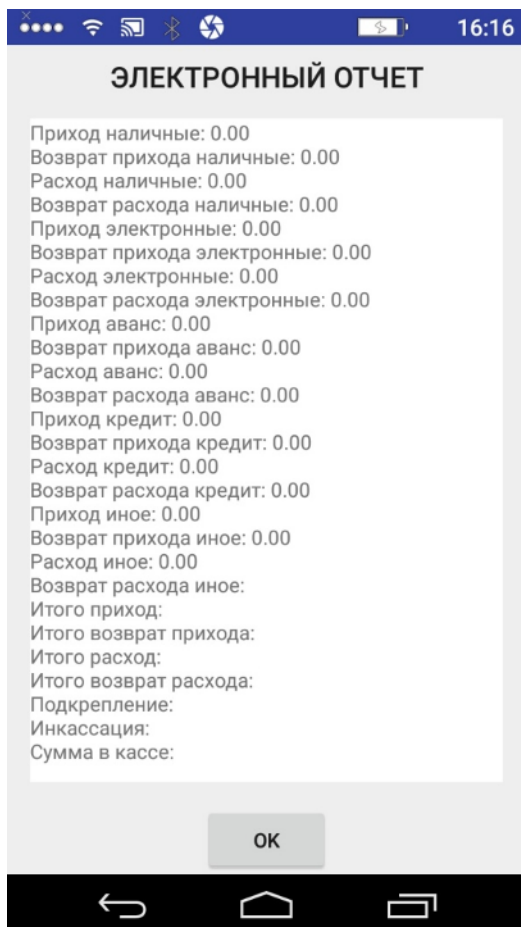 16:16
ЭЛЕКТРОННЫЙ ОТЧЕТ
Приход наличные: 0.00
Возврат прихода наличные: 0.00
Расход наличные: 0.00
Возврат расхода наличные: 0.00
Приход электронные: 0.00
Возврат прихода электронные: 0.00
Расход электронные: 0.00
Возврат расхода электронные: 0.00
Приход аванс: 0.00
Возврат прихода аванс: 0.00
Расход аванс: 0.00
Возврат расхода аванс: 0.00
Приход кредит: 0.00
Возврат прихода кредит: 0.00
Расход кредит: 0.00
Возврат расхода кредит: 0.00
Приход иное: 0.00
Возврат прихода иное: 0.00
Расход иное: 0.00
Возврат расхода иное:
Итого приход:
Итого возврат прихода:
Итого расход:
Итого возврат расхода:
Подкрепление:
Инкассация:
Сумма в кассе:
OK